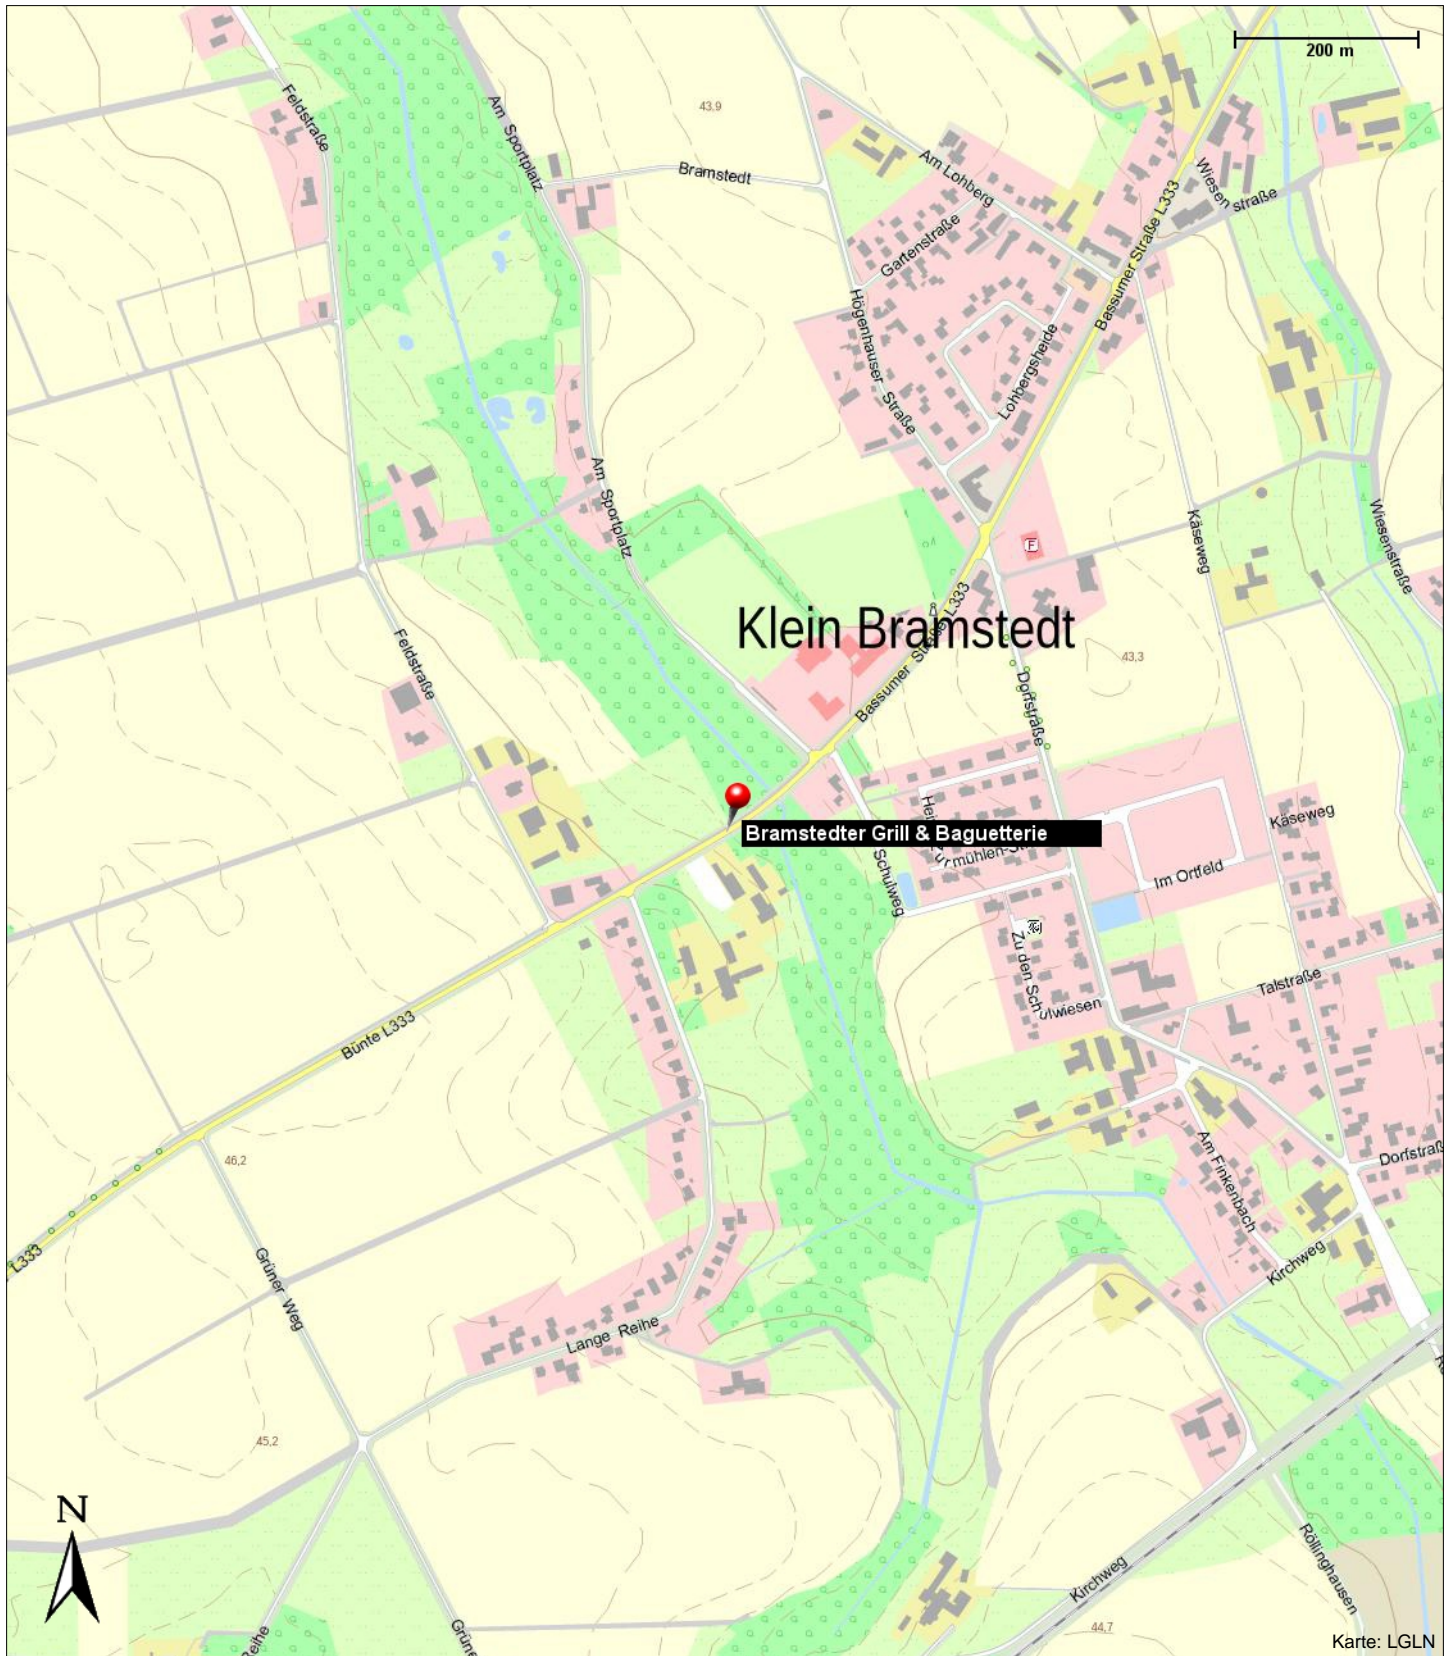 200 m
Feldstraße
Am Sportplatz
43,9
Bramstedt
Am Lohberg
Wiesen
straße
Gartenstraße
Bassumer Straße L333
Högenhauser Straße
Lohbergsheide
Bassumer Straße L333
Am Sportplatz
F
Käseweg
Wiesenstraße
Klein Bramstedt
Feldstraße
43,3
Dorfstraße
Käseweg
Bramstedter Grill & Baguetterie
Schulweg
Im Ortfeld
Zu den Schulwiesen
Talstraße
Bünte L333
46,2
Am Finkenbach
L333
Grüner Weg
Kirchweg
Lange Reihe
45,2
N
Kirchweg
Röllinghausen
44,7
Karte: LGLN